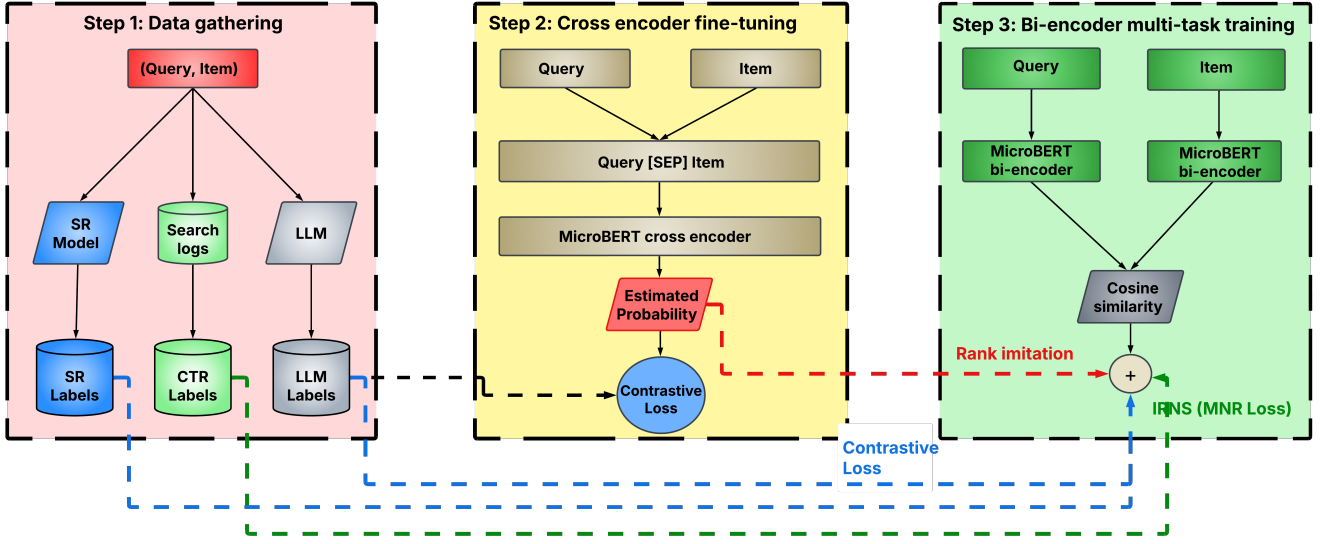 Step 1: Data gathering
(Query, Item)
SR
Model
Search
logs
LLM
SR
Labels
CTR
Labels
LLM
Labels
Step 2: Cross encoder fine-tuning
Query
Item
Query [SEP] Item
MicroBERT cross encoder
Estimated
Probability
Contrastive
Loss
Step 3: Bi-encoder multi-task training
Query
Item
MicroBERT
bi-encoder
MicroBERT
bi-encoder
Cosine
similarity
Rank imitation
+
IRNS (MNR Loss)
Contrastive
Loss